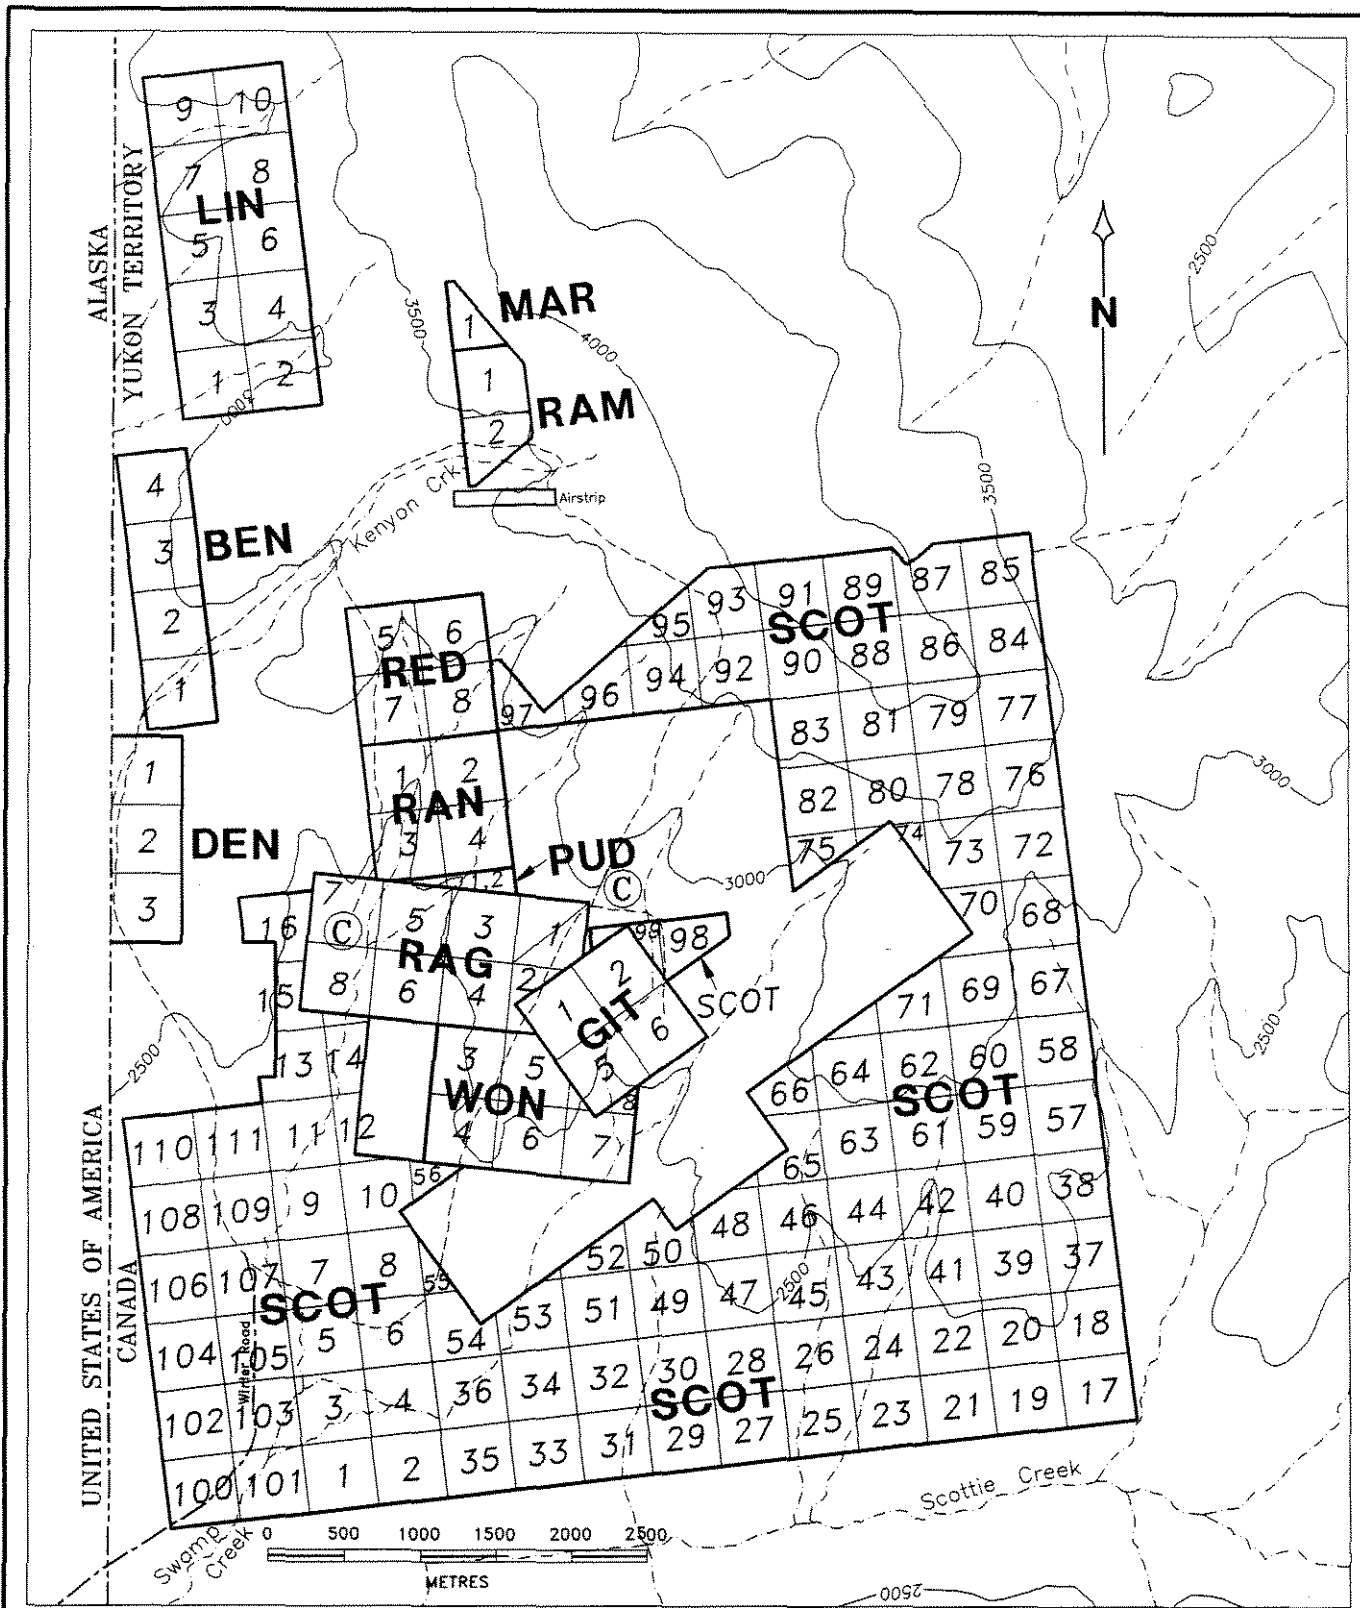 9 10
7 8
LIN
5 6
3 4
1 2
ALASKA
YUKON TERRITORY
3500
4000
2500
3000
MAR
1
RAM
1
2
N
Kenyon Crk
Airstrip
3500
4
3
BEN
2
1
5 6
RED
7 8
95 93 91 89 87 85
SCOT
97 96 94 92 90 88 86 84
83 81 79 77
82 80 78 76
75 74 73 72
3000
1
2
DEN
3
1 2
RAN
3 4
PUD
1,2
C
3000
16 7 5 3 1
C
RAG
15 8 6 4 2
99 98
SCOT
1 2
GIT
5 6
70 68
71 69 67
2500
2500
13 14
3 5
WON
4 6 7 8
66 64 62 60 58
SCOT
65 63 61 59 57
UNITED STATES OF AMERICA
CANADA
110 111 11 12
108 109 9 10 56
106 107 7 8 55
SCOT
104 105 5 6 54 53 51 49 47 45 43 41 39 37
52 50 48 46 44 42 40 38
2500
Winter Road
102 103 3 4 36 34 32 30 28 26 24 22 20 18
SCOT
100 101 1 2 35 33 31 29 27 25 23 21 19 17
Swamp Creek
Scottie Creek
0 500 1000 1500 2000 2500
METRES
2500